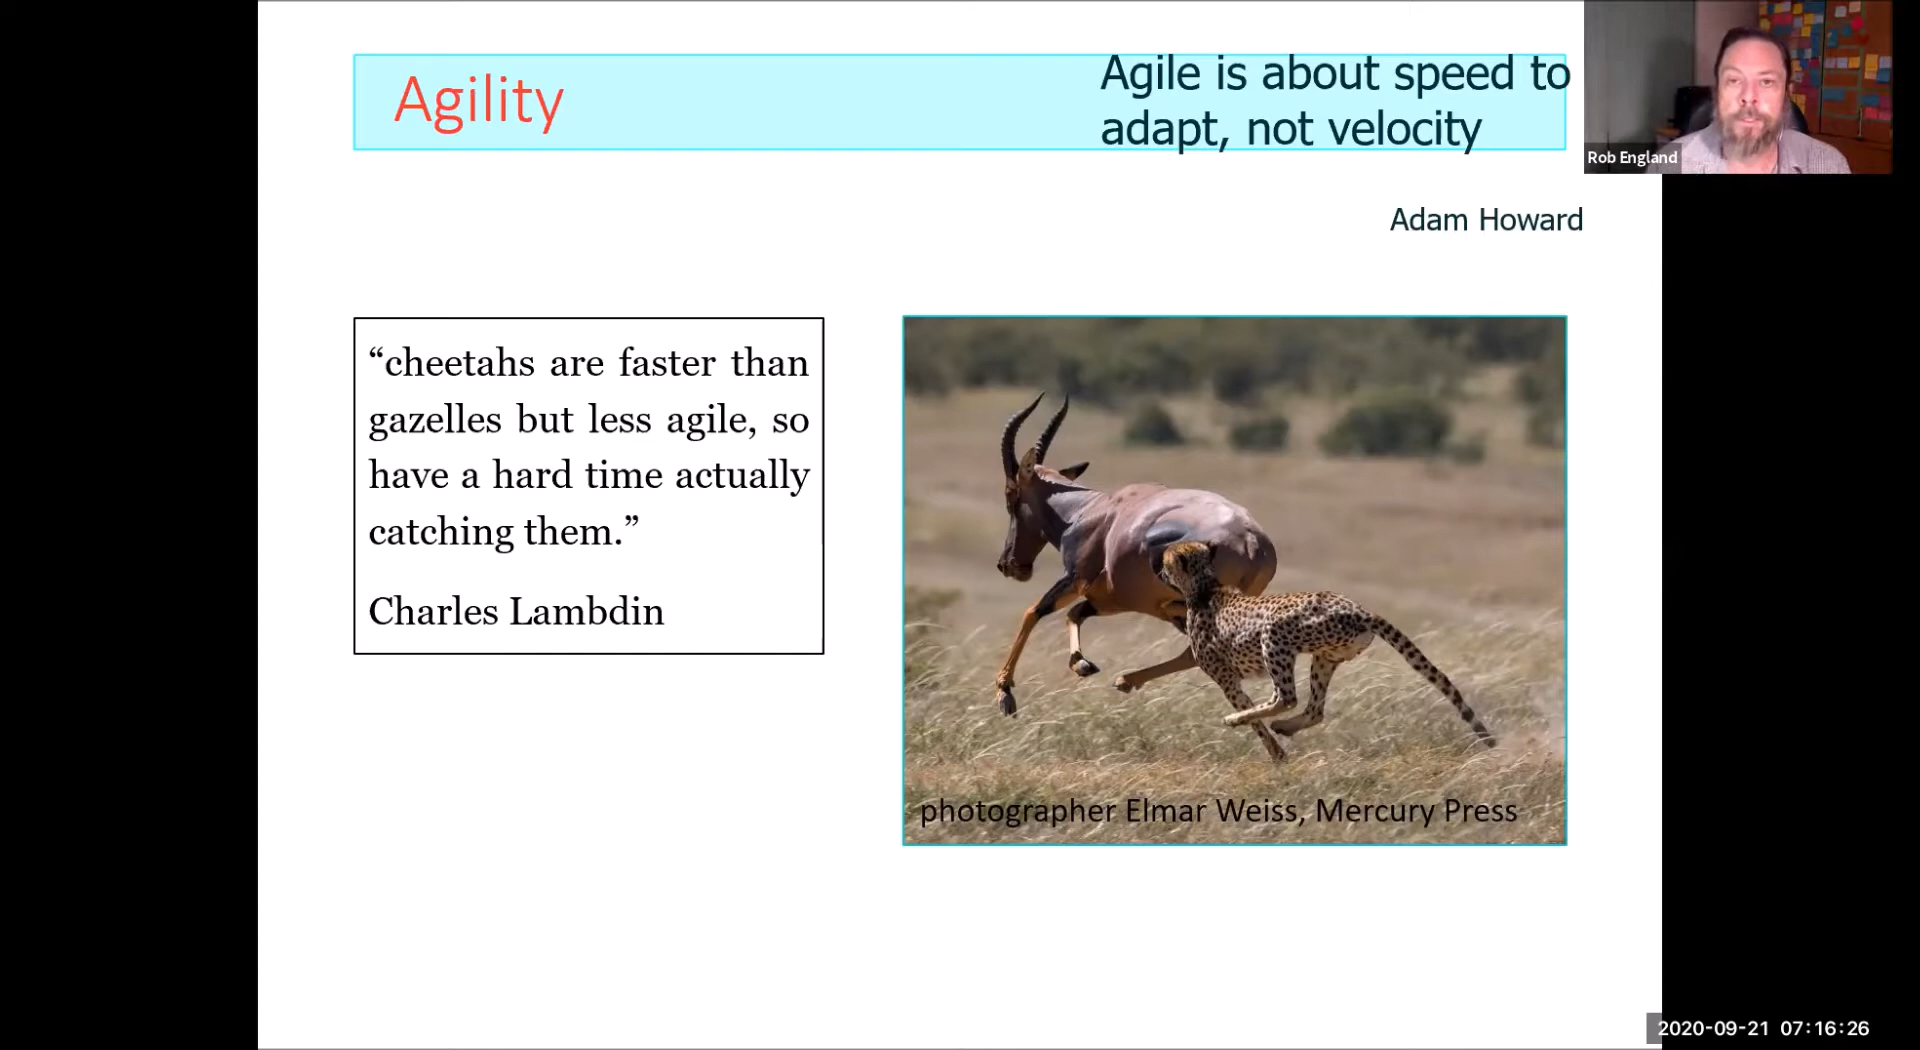 Agility
Agile is about speed to
adapt, not velocity
Rob England
Adam Howard
“cheetahs are faster than
gazelles but less agile, so
have a hard time actually
catching them.”
Charles Lambdin
photographer Elmar Weiss, Mercury Press
2020-09-21 07:16:26